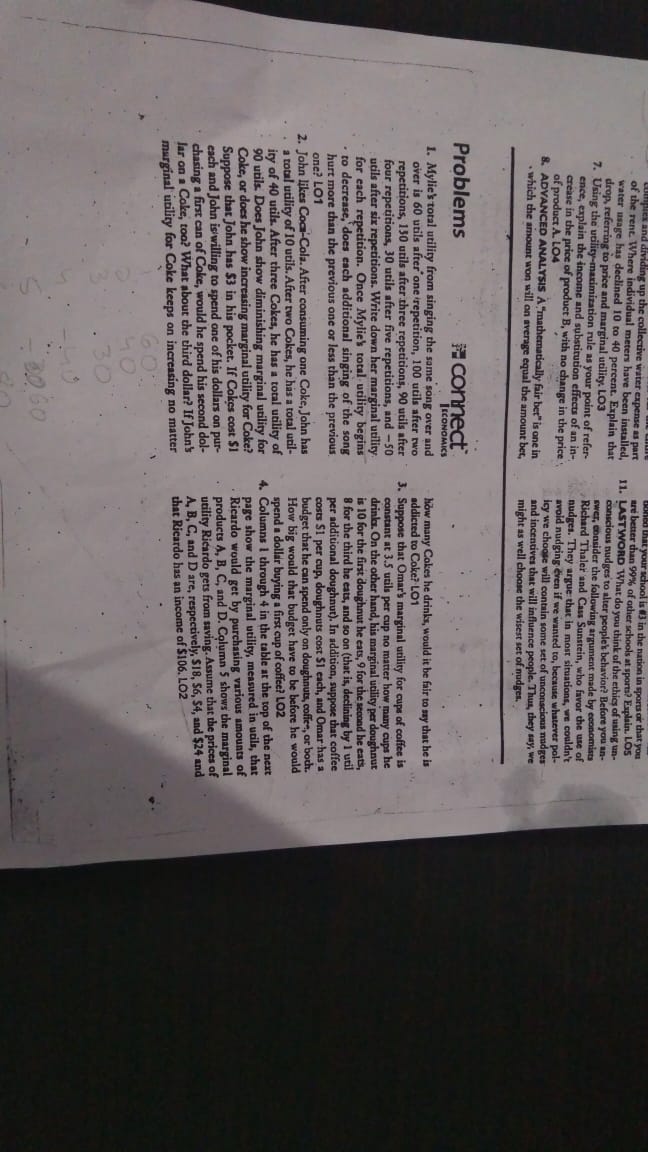 complex and dividing up the collective water expense as part
of the rent. Where individual meters have been installed,
water usage has declined 10 to 40 percent. Explain that
drop, referring to price and marginal utility. LO3
7. Using the utility-maximization rule as your point of refer-
ence, explain the income and substitution effects of an in-
crease in the price of product B, with no change in the price
of product A. LO4
8. ADVANCED ANALYSIS A "mathematically fair bet" is one in
which the amount won will on average equal the amount bet,
that your school is #3 in the nation in sports or that you
are better than 99% of other schools at sports? Explain. LO5
11. LAST WORD What do you think of the ethics of using un-
conscious nudges to alter people's behavior? Before you an-
swer, consider the following argument made by economists
Richard Thaler and Cass Sunstein, who favor the use of
nudges. They argue that in most situations, we couldn't
avoid nudging even if we wanted to, because whatever pol-
icy we choose will contain some set of unconscious nudges
and incentives that will influence people. Thus, they say, we
might as well choose the wisest set of nudges.
Problems
connect
ECONOMICS
1. Mylie's total utility from singing the same song over and
over is 60 utils after one repetition, 100 utils after two
repetitions, 130 utils after three repetitions, 90 utils after
four repetitions, 30 utils after five repetitions, and −50
utils after six repetitions. Write down her marginal utility
for each repetition. Once Mylie's total utility begins
to decrease, does each additional singing of the song
hurt more than the previous one or less than the previous
one? LO1
2. John likes Coca-Cola. After consuming one Coke, John has
a total utility of 10 utils. After two Cokes, he has a total util-
ity of 40 utils. After three Cokes, he has a total utility of
90 utils. Does John show diminishing marginal utility for
Coke, or does he show increasing marginal utility for Coke?
Suppose that John has $3 in his pocket. If Cokes cost $1
each and John is willing to spend one of his dollars on pur-
chasing a first can of Coke, would he spend his second dol-
lar on a Coke, too? What about the third dollar? If John's
marginal utility for Coke keeps on increasing no matter
how many Cokes he drinks, would it be fair to say that he is
addicted to Coke? LO1
3. Suppose that Omar's marginal utility for cups of coffee is
constant at 3.5 utils per cup no matter how many cups he
drinks. On the other hand, his marginal utility per doughnut
is 10 for the first doughnut he eats, 9 for the second he eats,
8 for the third he eats, and so on (that is, declining by 1 util
per additional doughnut). In addition, suppose that coffee
costs $1 per cup, doughnuts cost $1 each, and Omar has a
budget that he can spend only on doughnuts, coffee, or both.
How big would that budget have to be before he would
spend a dollar buying a first cup of coffee? LO2
4. Columns 1 through 4 in the table at the top of the next
page show the marginal utility, measured in utils, that
Ricardo would get by purchasing various amounts of
products A, B, C, and D. Column 5 shows the marginal
utility Ricardo gets from saving. Assume that the prices of
A, B, C, and D are, respectively, $18, $6, $4, and $24 and
that Ricardo has an income of $106. LO2
1 60
2 40
3 30
4 -40
5